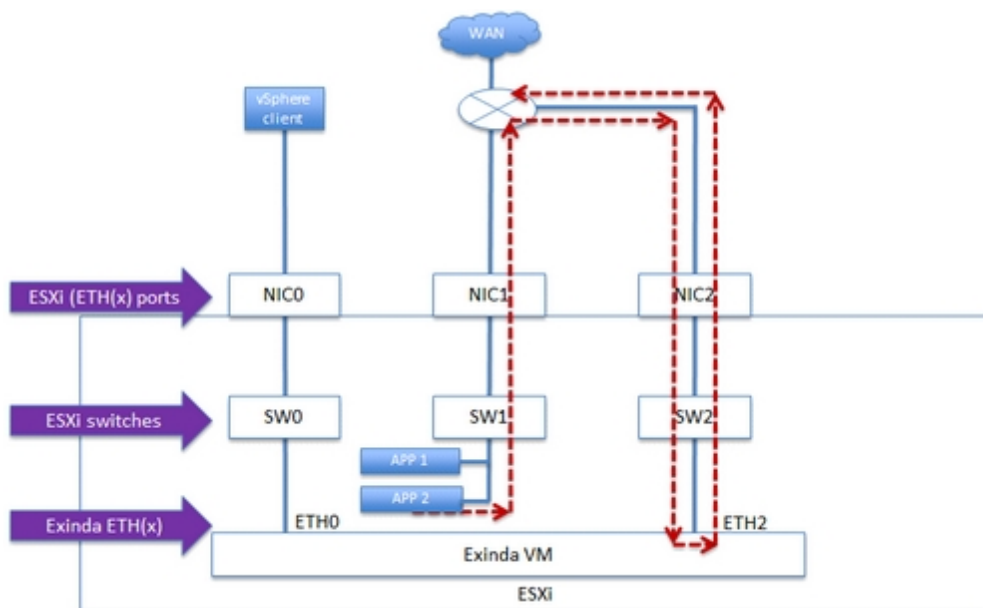 WAN
vSphere
client
ESXi (ETH(x) ports
NIC0
NIC1
NIC2
ESXi switches
SW0
SW1
SW2
APP 1
APP 2
Exinda ETH(x)
ETH0
ETH2
Exinda VM
ESXi